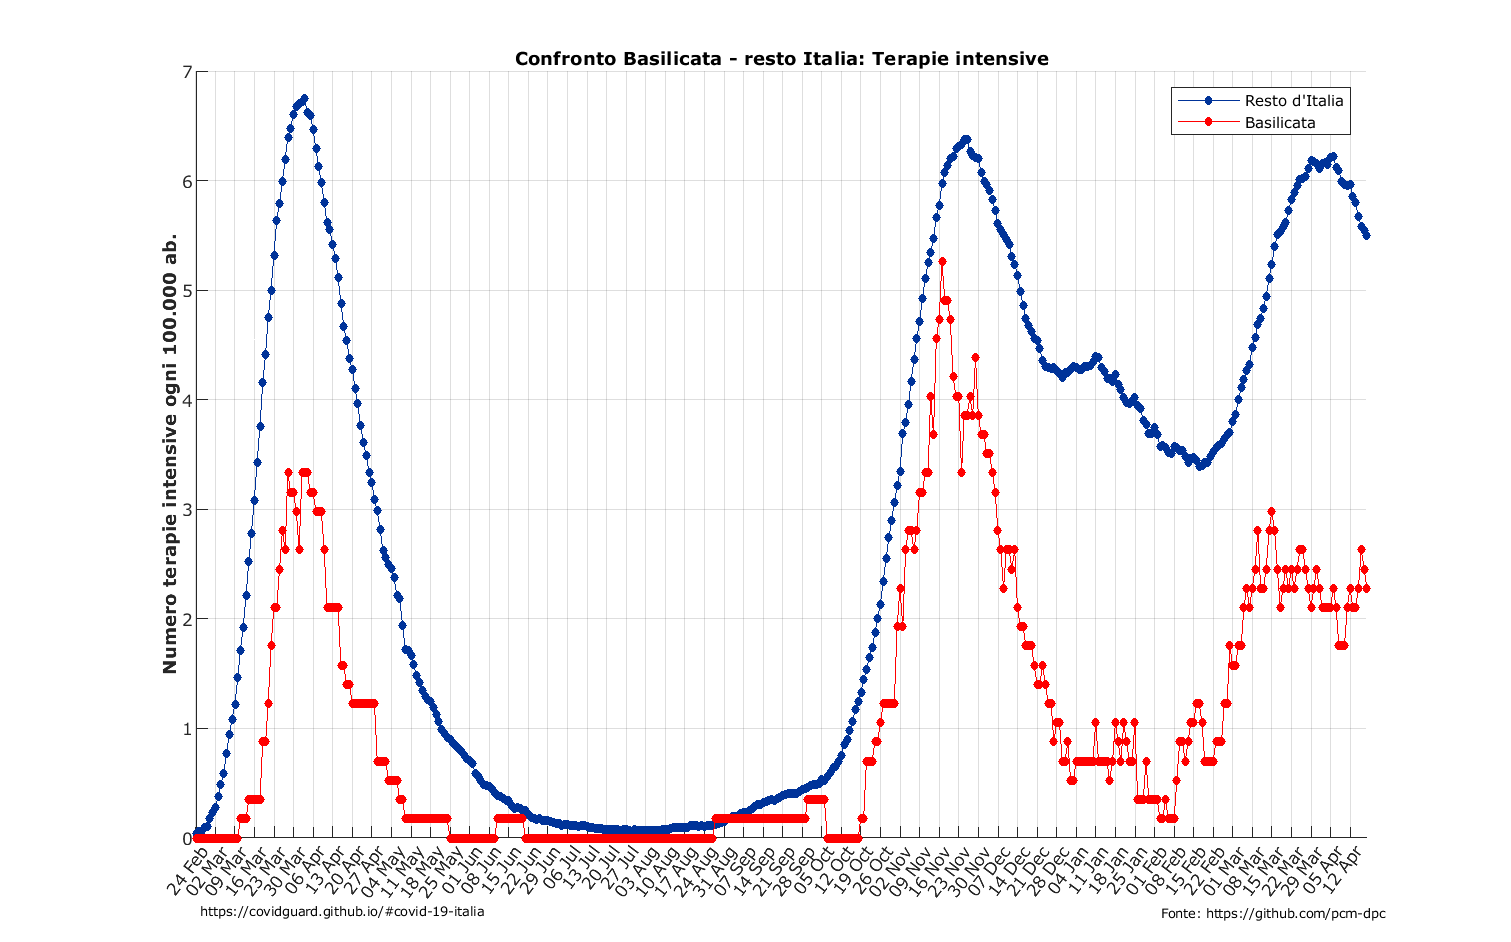 Confronto Basilicata - resto Italia: Terapie intensive
Resto d'Italia
Basilicata
Numero terapie intensive ogni 100.000 ab.
7
6
5
4
3
2
1
0
24 Feb
02 Mar
09 Mar
16 Mar
23 Mar
30 Mar
06 Apr
13 Apr
20 Apr
27 Apr
04 May
11 May
18 May
25 May
01 Jun
08 Jun
15 Jun
22 Jun
29 Jun
06 Jul
13 Jul
20 Jul
27 Jul
03 Aug
10 Aug
17 Aug
24 Aug
31 Aug
07 Sep
14 Sep
21 Sep
28 Sep
05 Oct
12 Oct
19 Oct
26 Oct
02 Nov
09 Nov
16 Nov
23 Nov
30 Nov
07 Dec
14 Dec
21 Dec
28 Dec
04 Jan
11 Jan
18 Jan
25 Jan
01 Feb
08 Feb
15 Feb
22 Feb
01 Mar
08 Mar
15 Mar
22 Mar
29 Mar
05 Apr
12 Apr
https://covidguard.github.io/#covid-19-italia
Fonte: https://github.com/pcm-dpc